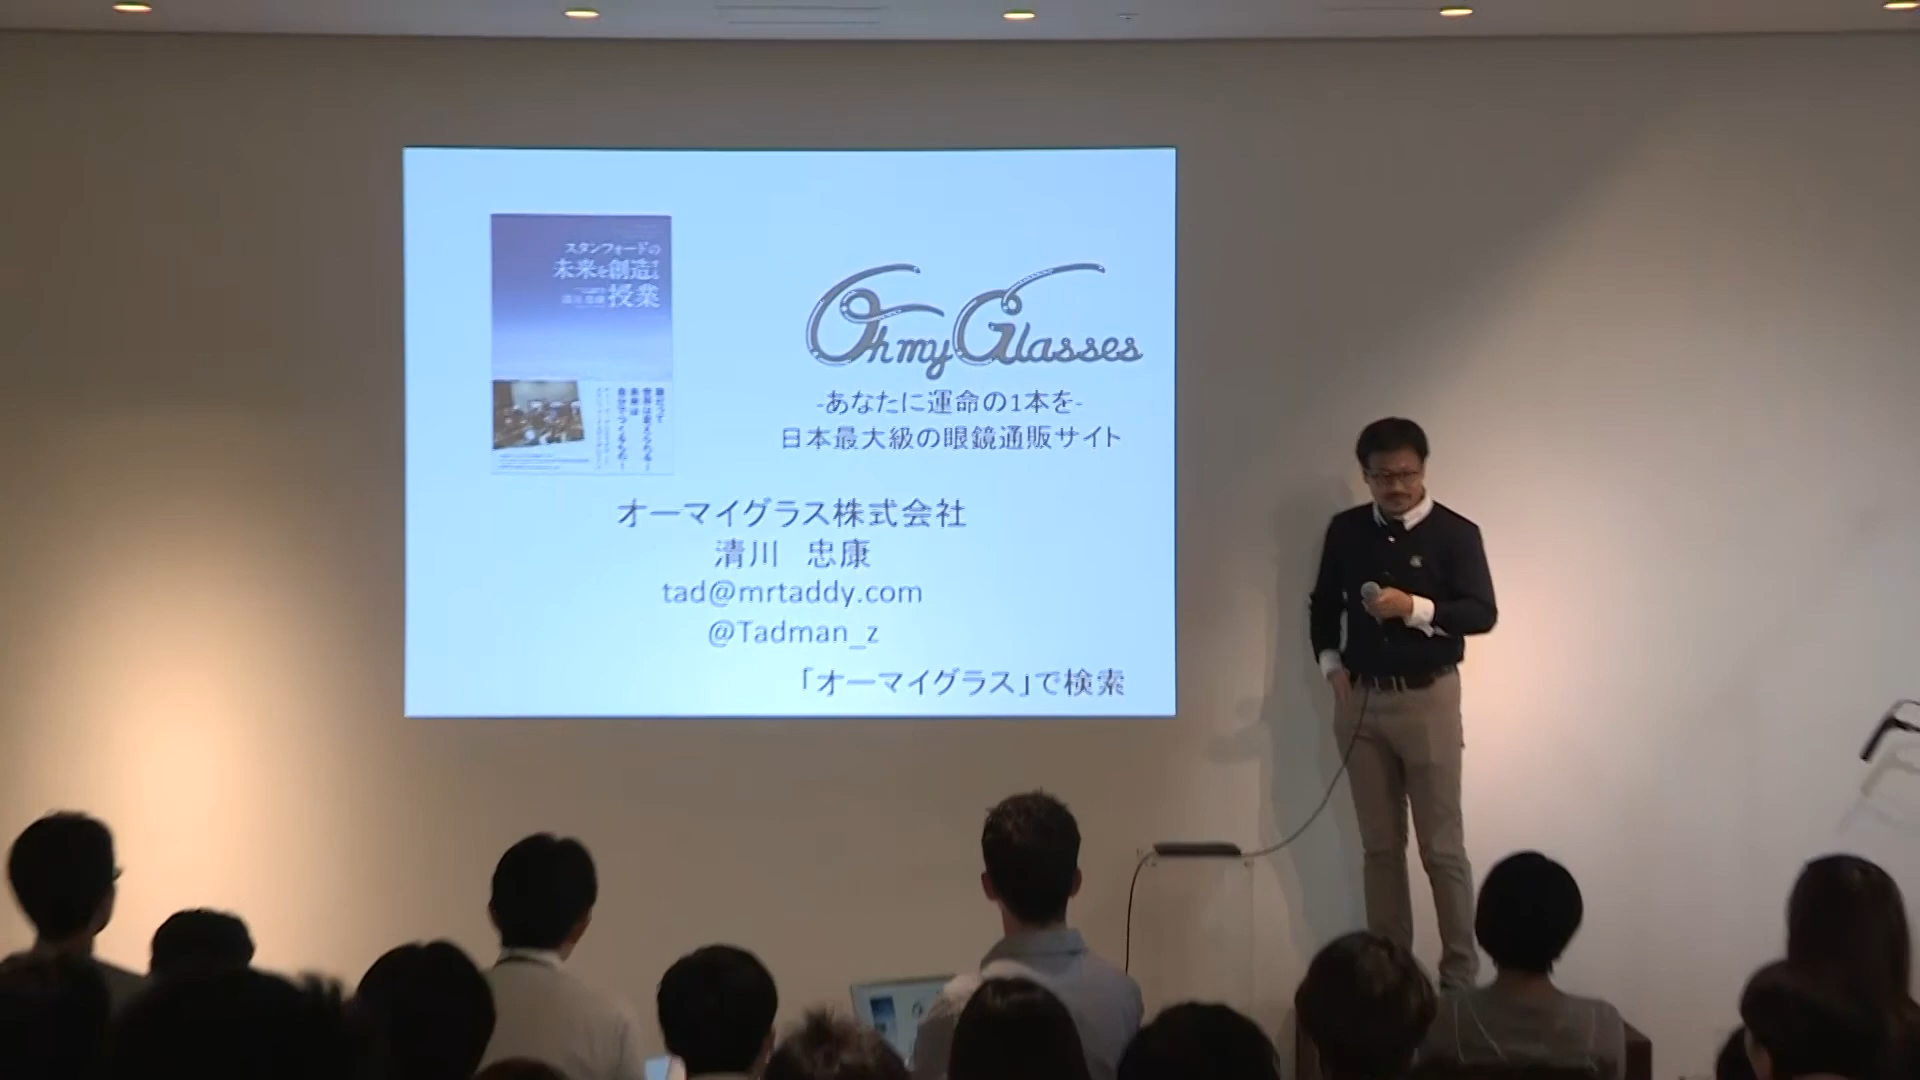 スタンフォードの
未来を創造する
授業
Oh my Glasses
-あなたに運命の1本を-
日本最大級の眼鏡通販サイト
オーマイグラス株式会社
清川 忠康
tad@mrtaddy.com
@Tadman_z
「オーマイグラス」で検索